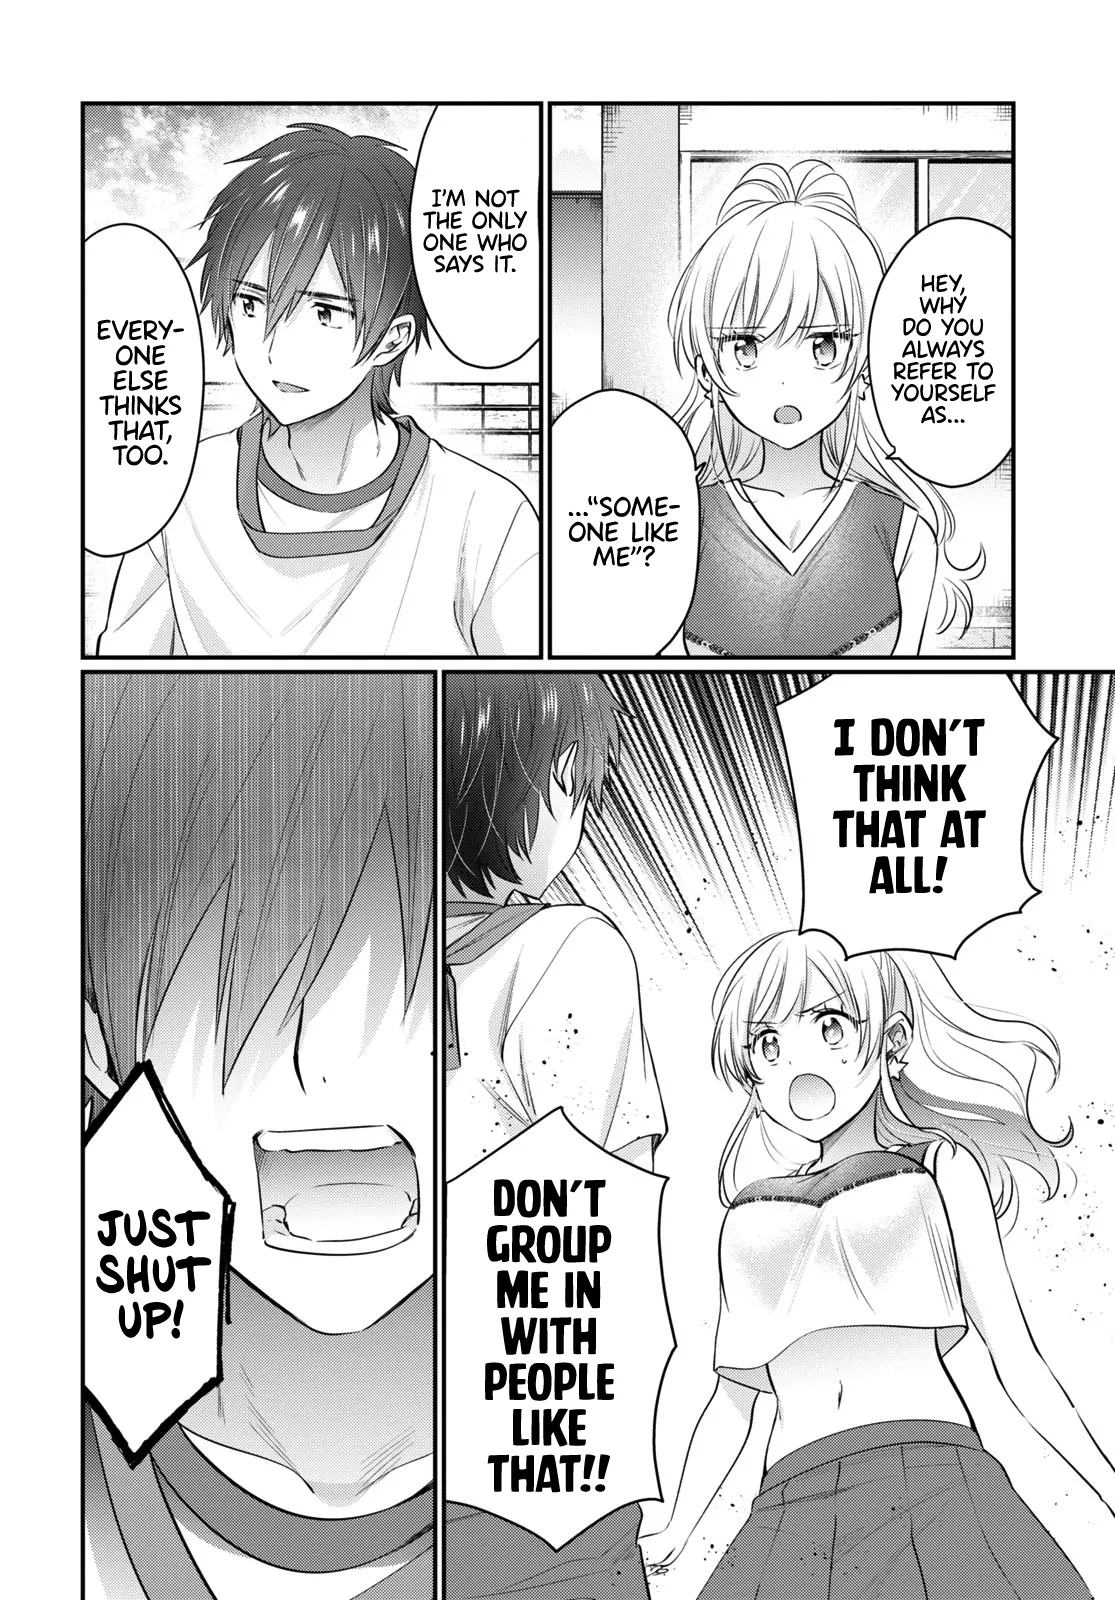 HEY,
WHY
DO YOU
ALWAYS
REFER TO
YOURSELF
AS...
..."SOME-
ONE LIKE
ME"?
I'M NOT
THE ONLY
ONE WHO
SAYS IT.
EVERY-
ONE
ELSE
THINKS
THAT,
TOO.
I DON'T
THINK
THAT AT
ALL!
DON'T
GROUP
ME IN
WITH
PEOPLE
LIKE
THAT!!
JUST
SHUT
UP!